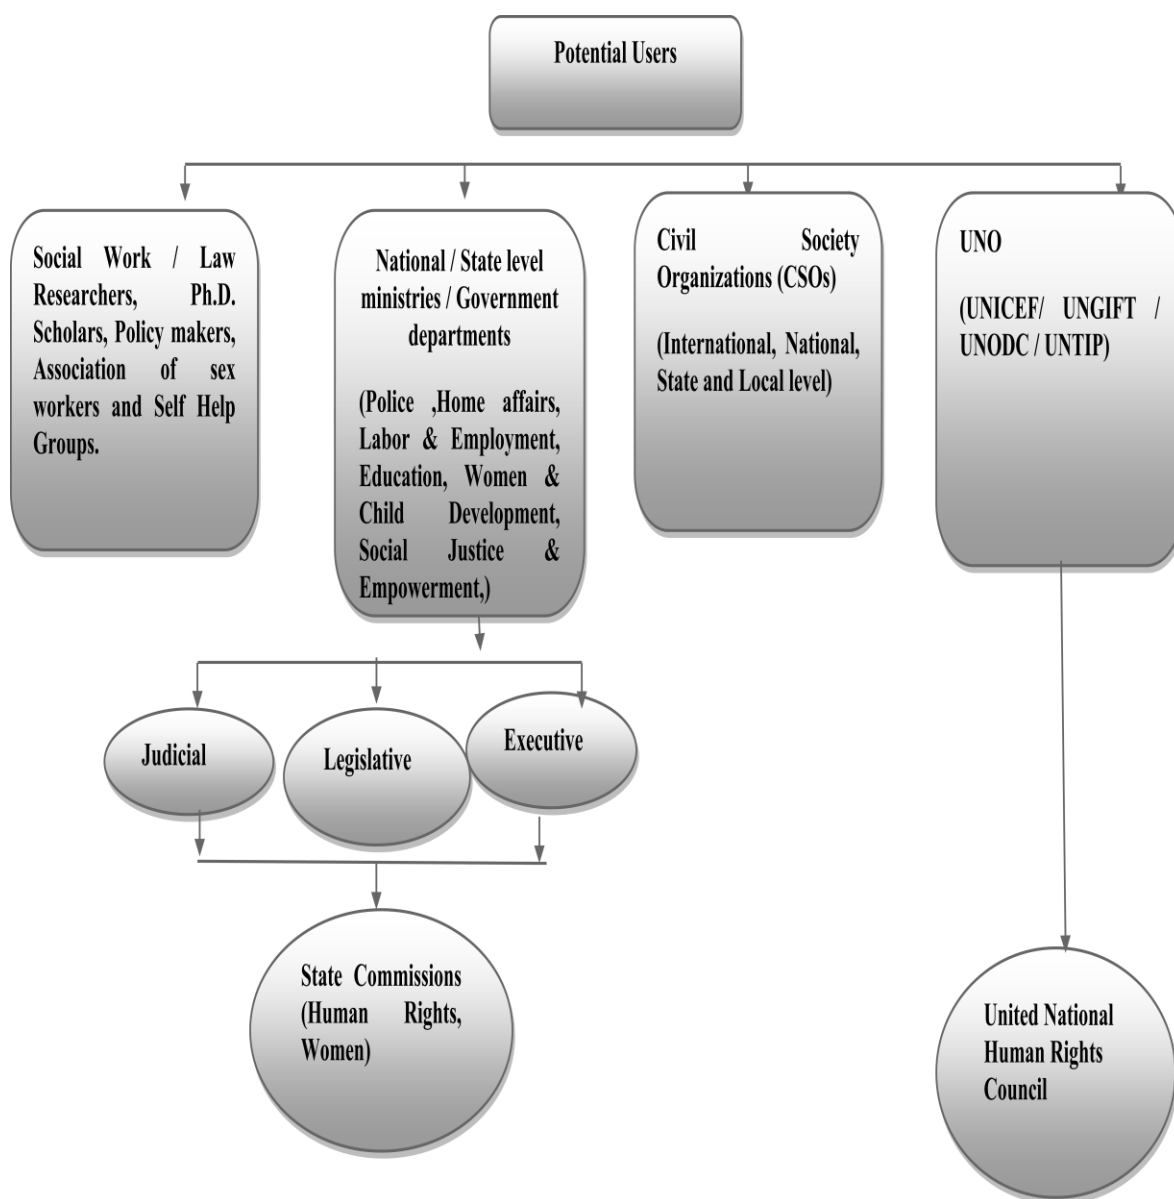 Potential Users
Social Work / Law
Researchers, Ph.D.
Scholars, Policy makers,
Association of sex
workers and Self Help
Groups.
National / State level
ministries / Government
departments
(Police ,Home affairs,
Labor & Employment,
Education, Women &
Child Development,
Social Justice &
Empowerment,)
Civil Society
Organizations (CSOs)
(International, National,
State and Local level)
UNO
(UNICEF/ UNGIFT /
UNODC / UNTIP)
Judicial
Legislative
Executive
State Commissions
(Human Rights,
Women)
United National
Human Rights
Council